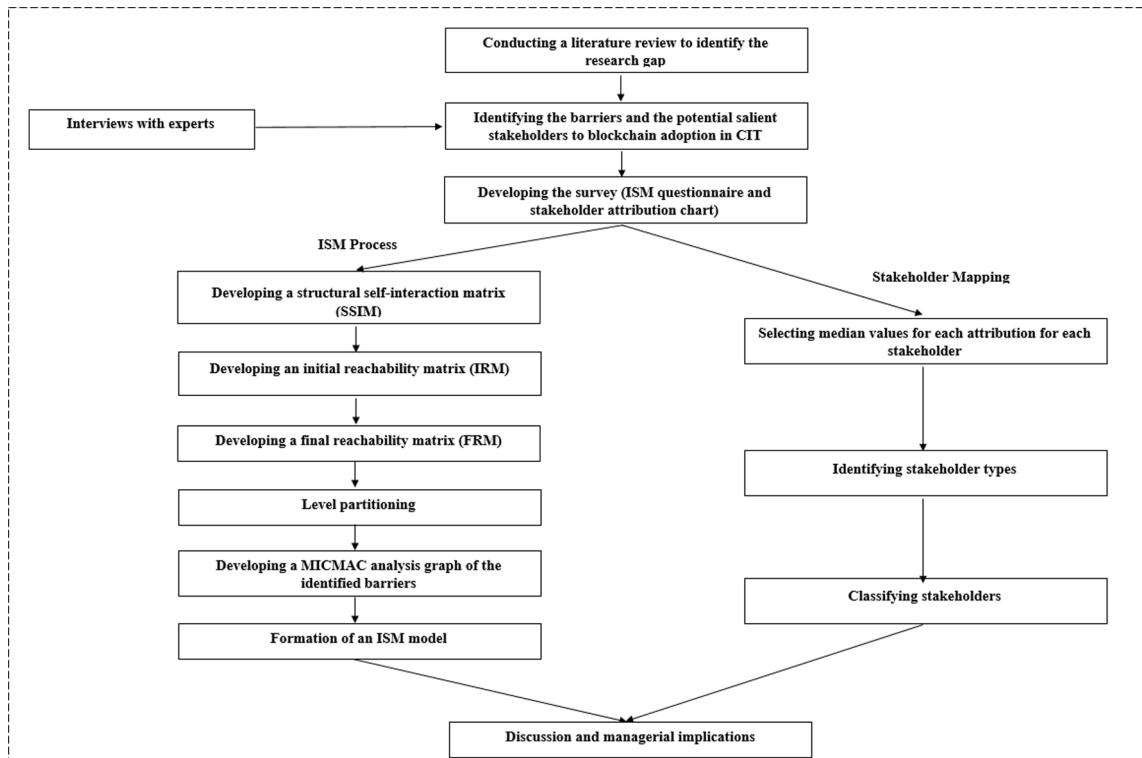 Conducting a literature review to identify the
research gap
Interviews with experts
Identifying the barriers and the potential salient
stakeholders to blockchain adoption in CIT
Developing the survey (ISM questionnaire and
stakeholder attribution chart)
ISM Process
Stakeholder Mapping
Developing a structural self-interaction matrix
(SSIM)
Developing an initial reachability matrix (IRM)
Developing a final reachability matrix (FRM)
Level partitioning
Developing a MICMAC analysis graph of the
identified barriers
Formation of an ISM model
Selecting median values for each attribution for each
stakeholder
Identifying stakeholder types
Classifying stakeholders
Discussion and managerial implications